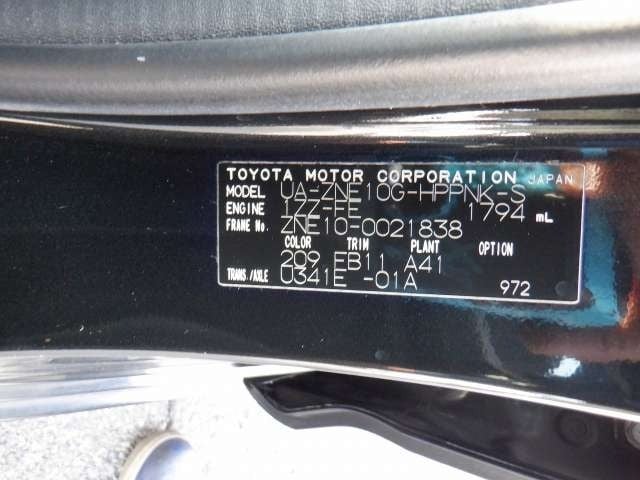 TOYOTA MOTOR CORPORATION JAPAN
MODEL UA-ZNE10G-HPPNK-S
ENGINE 1ZZ-FE 1794 mL
FRAME No. ZNE10-0021838
COLOR TRIM PLANT OPTION
209 FB11 A41
TRANS/AXLE U341E -01A
972